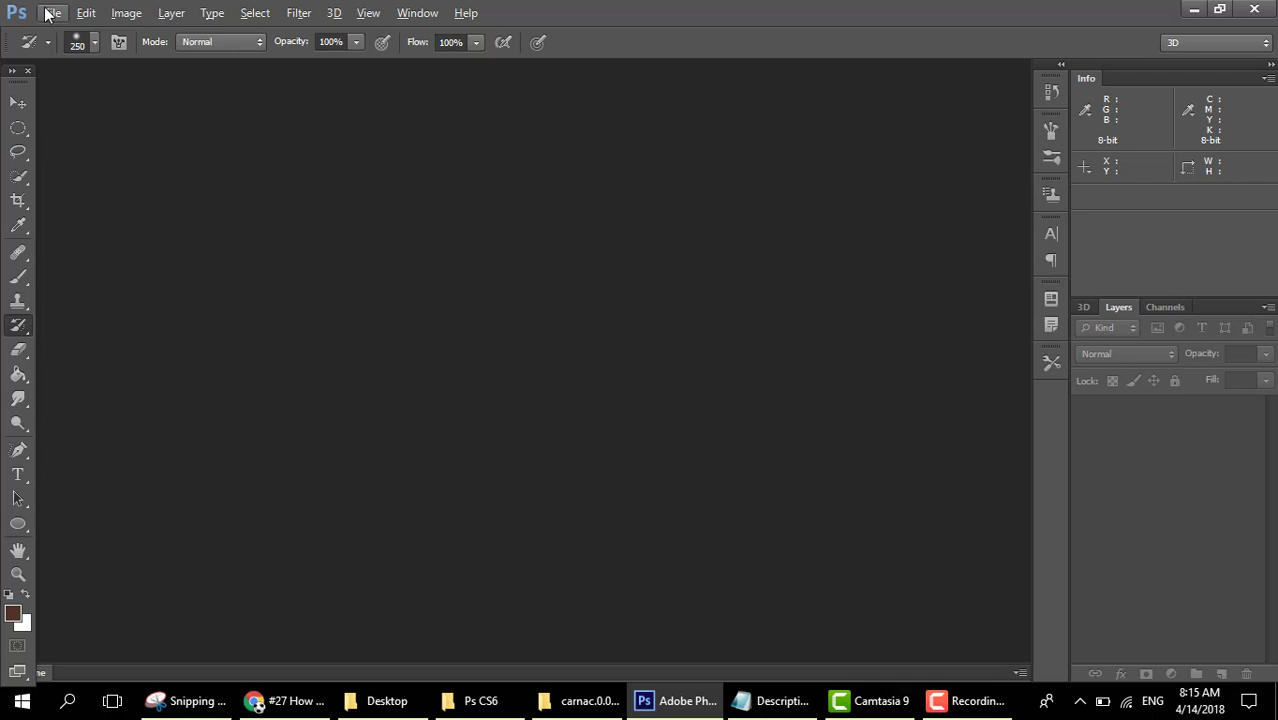 Ps File Edit Image Layer Type Select Filter 3D View Window Help
250 Mode: Normal Opacity: 100% Flow: 100% 3D
Info
R : C :
G : M :
B : Y :
K :
8-bit 8-bit
X : W :
Y : H :
3D Layers Channels
Kind T
Normal Opacity:
Lock: Fill:
A
T
Snipping ... #27 How ... Desktop Ps CS6 carnac.0.0... Ps Adobe Ph... Descripti... Camtasia 9 Recordin... ENG 8:15 AM
4/14/2018